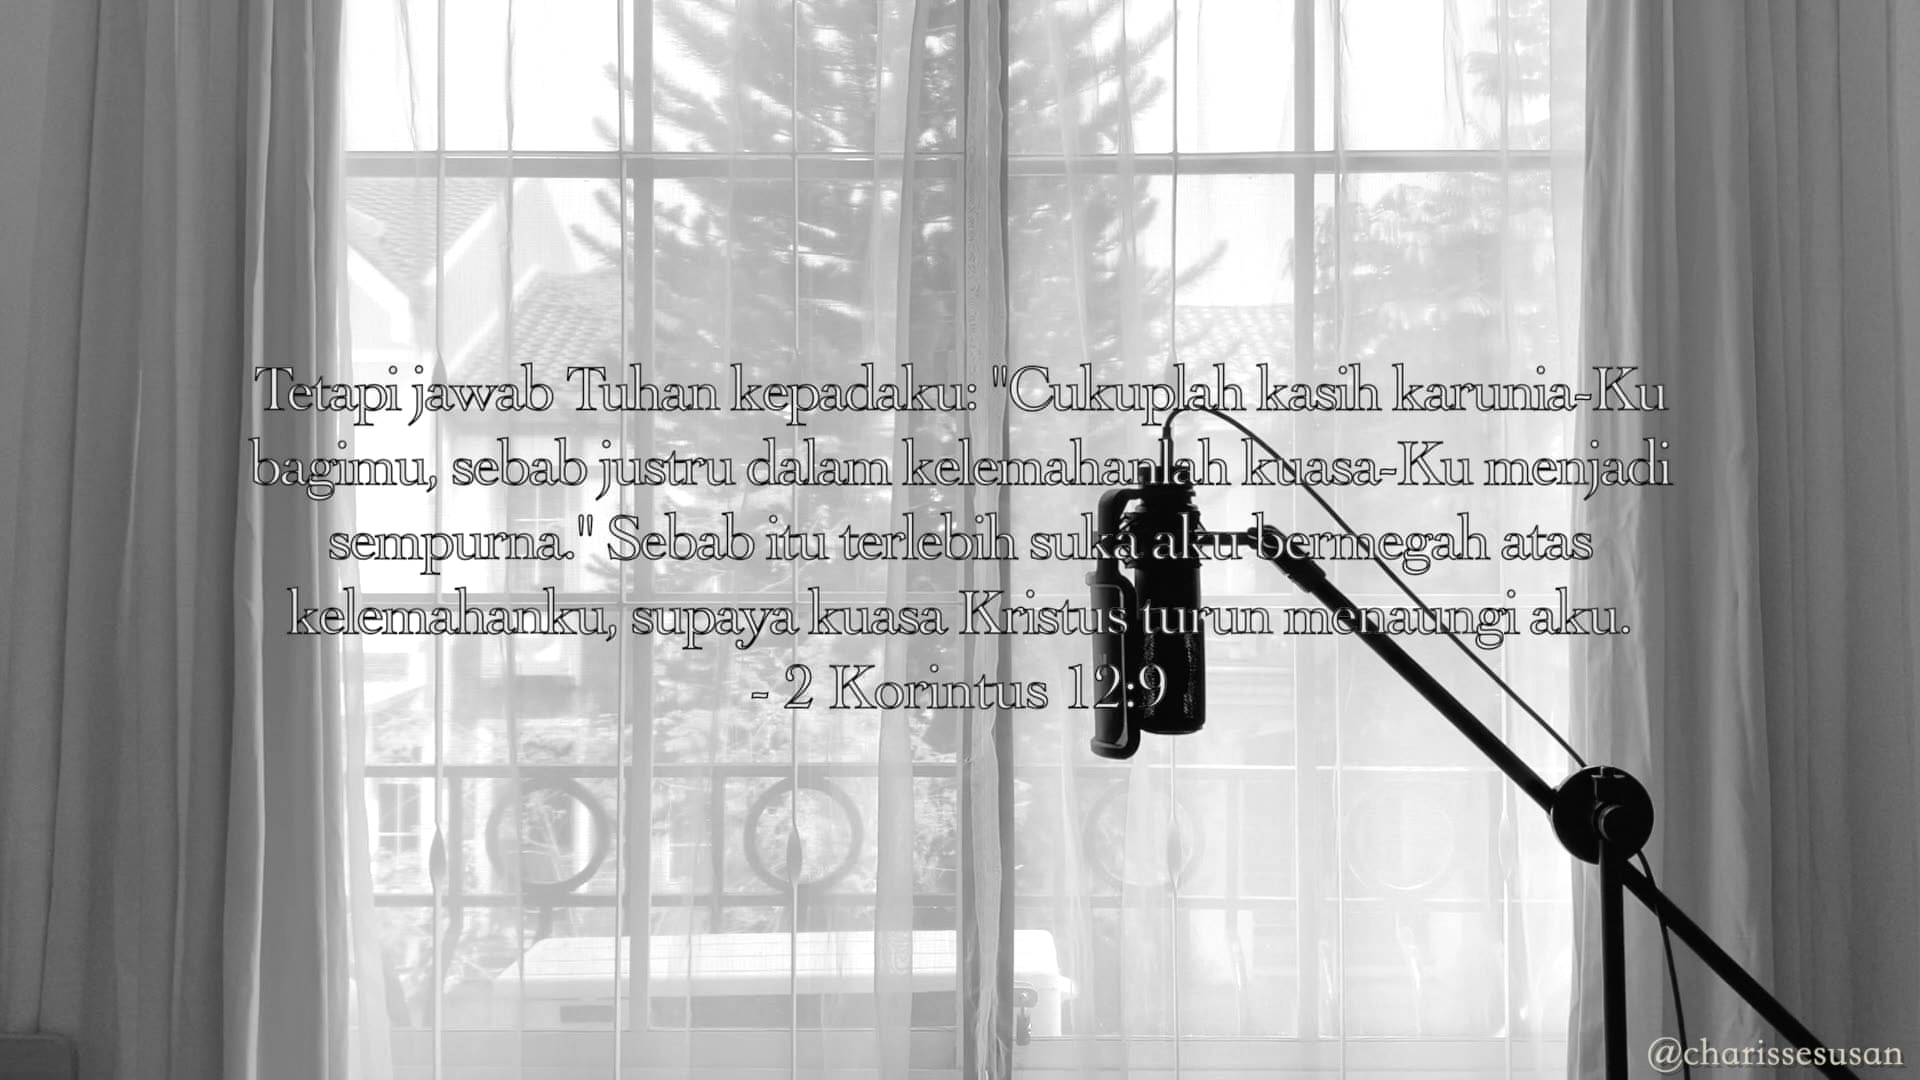 Tetapi jawab Tuhan kepadaku: "Cukuplah kasih karunia-Ku
bagimu, sebab justru dalam kelemahanlah kuasa-Ku menjadi
sempurna." Sebab itu terlebih suka aku bermegah atas
kelemahanku, supaya kuasa Kristus turun menaungi aku.
- 2 Korintus 12:9
@charissesusan